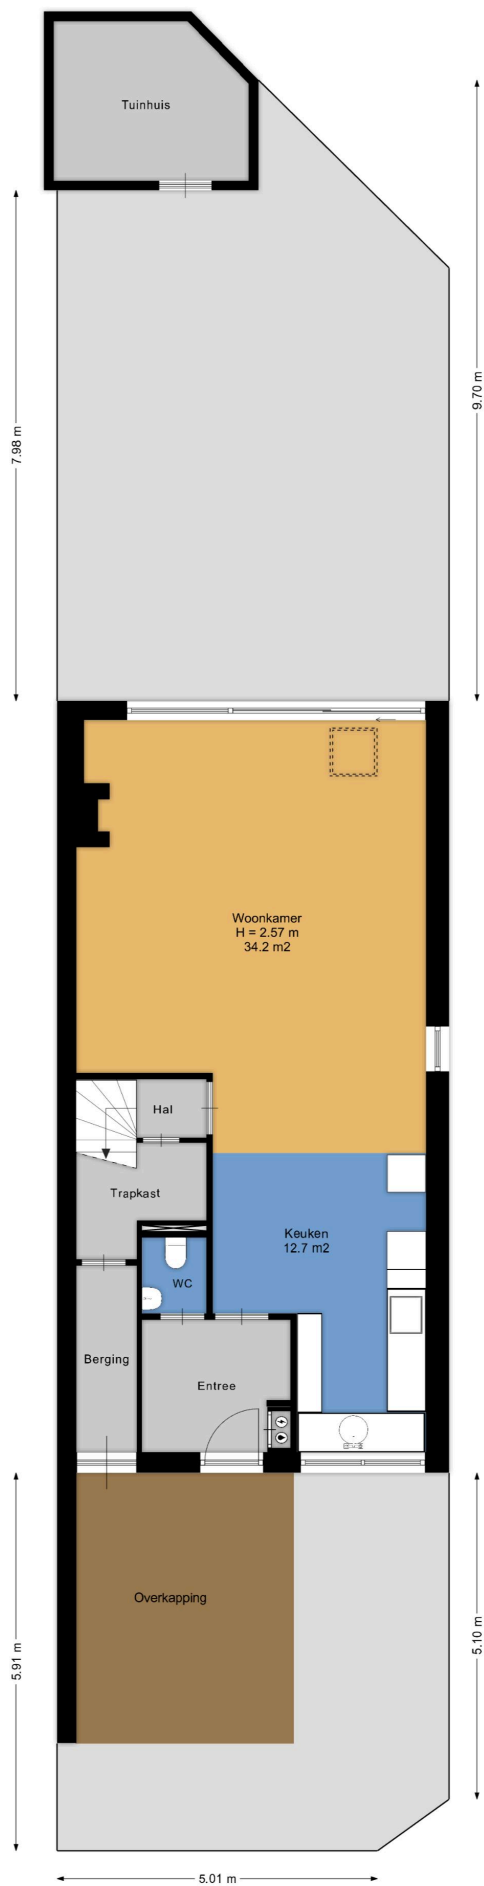 Tuinhuis
9.70 m
7.98 m
Woonkamer
H = 2.57 m
34.2 m2
Hal
Trapkast
Keuken
12.7 m2
WC
Berging
Entree
Overkapping
5.91 m
5.10 m
5.01 m